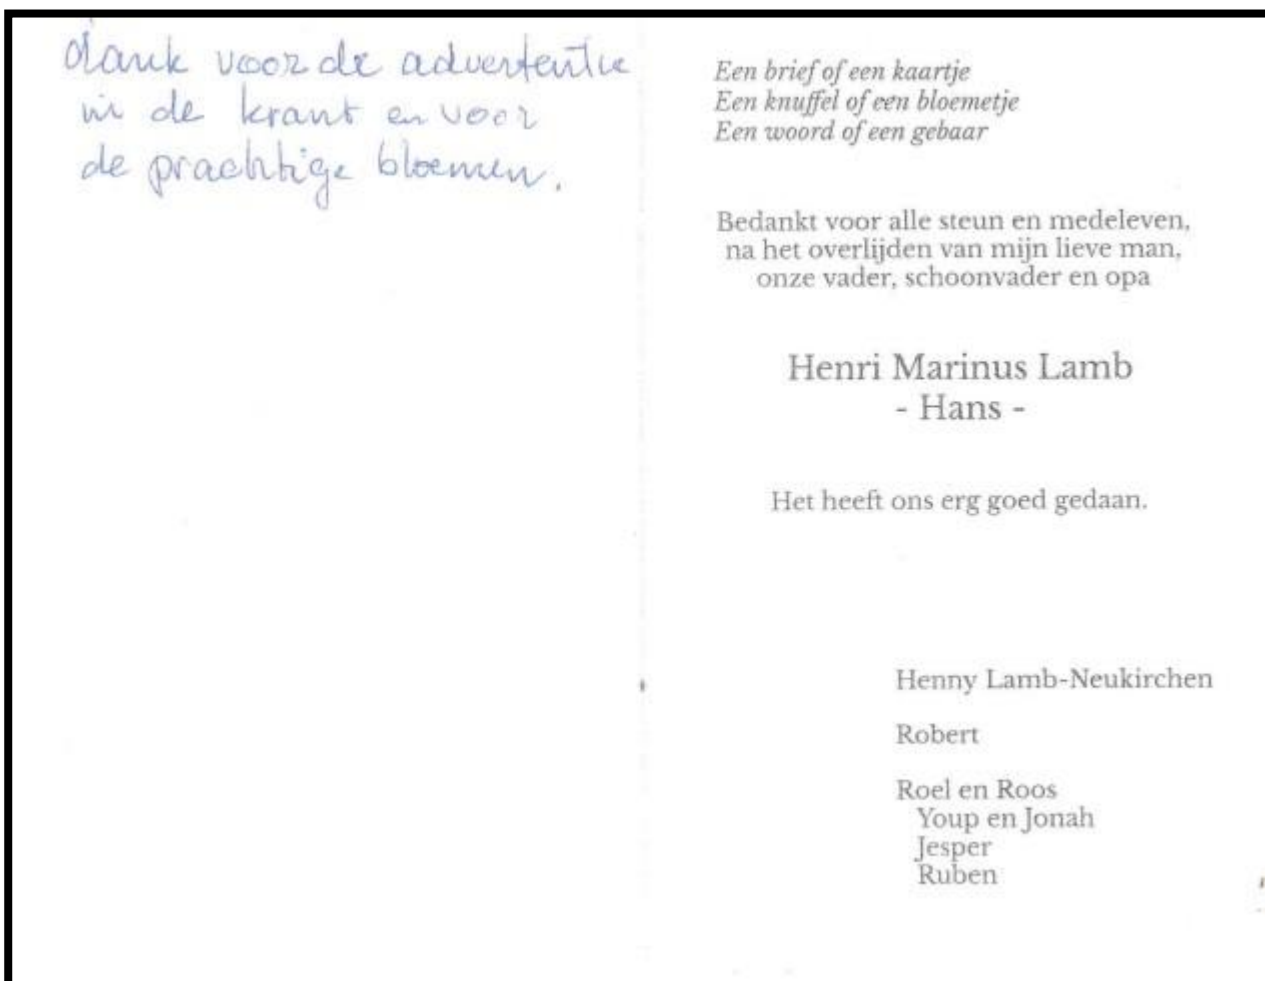 dank voor de advertentie
in de krant en voor
de prachtige bloemen.
Een brief of een kaartje
Een knuffel of een bloemetje
Een woord of een gebaar
Bedankt voor alle steun en medeleven,
na het overlijden van mijn lieve man,
onze vader, schoonvader en opa
Henri Marinus Lamb
- Hans -
Het heeft ons erg goed gedaan.
Henny Lamb-Neukirchen
Robert
Roel en Roos
Youp en Jonah
Jesper
Ruben